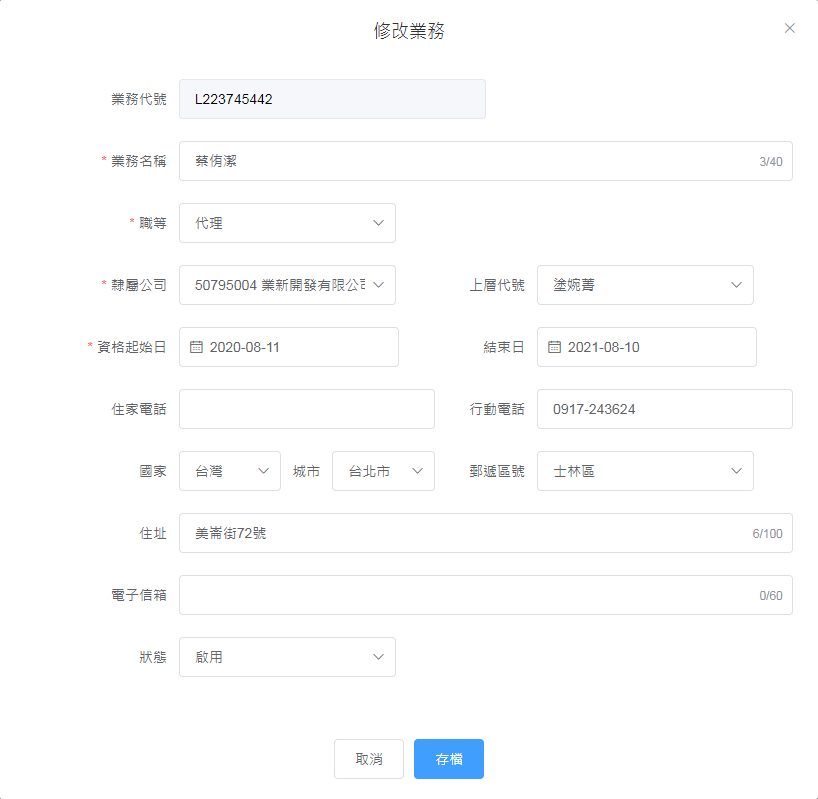 修改業務
業務代號 L223745442
* 業務名稱 蔡侑潔 3/40
* 職等 代理
* 隸屬公司 50795004 業新開發有限公司 上層代號 塗婉菁
* 資格起始日 2020-08-11 結束日 2021-08-10
住家電話 行動電話 0917-243624
國家 台灣 城市 台北市 郵遞區號 士林區
住址 美崙街72號 6/100
電子信箱 0/60
狀態 啟用
取消 存檔